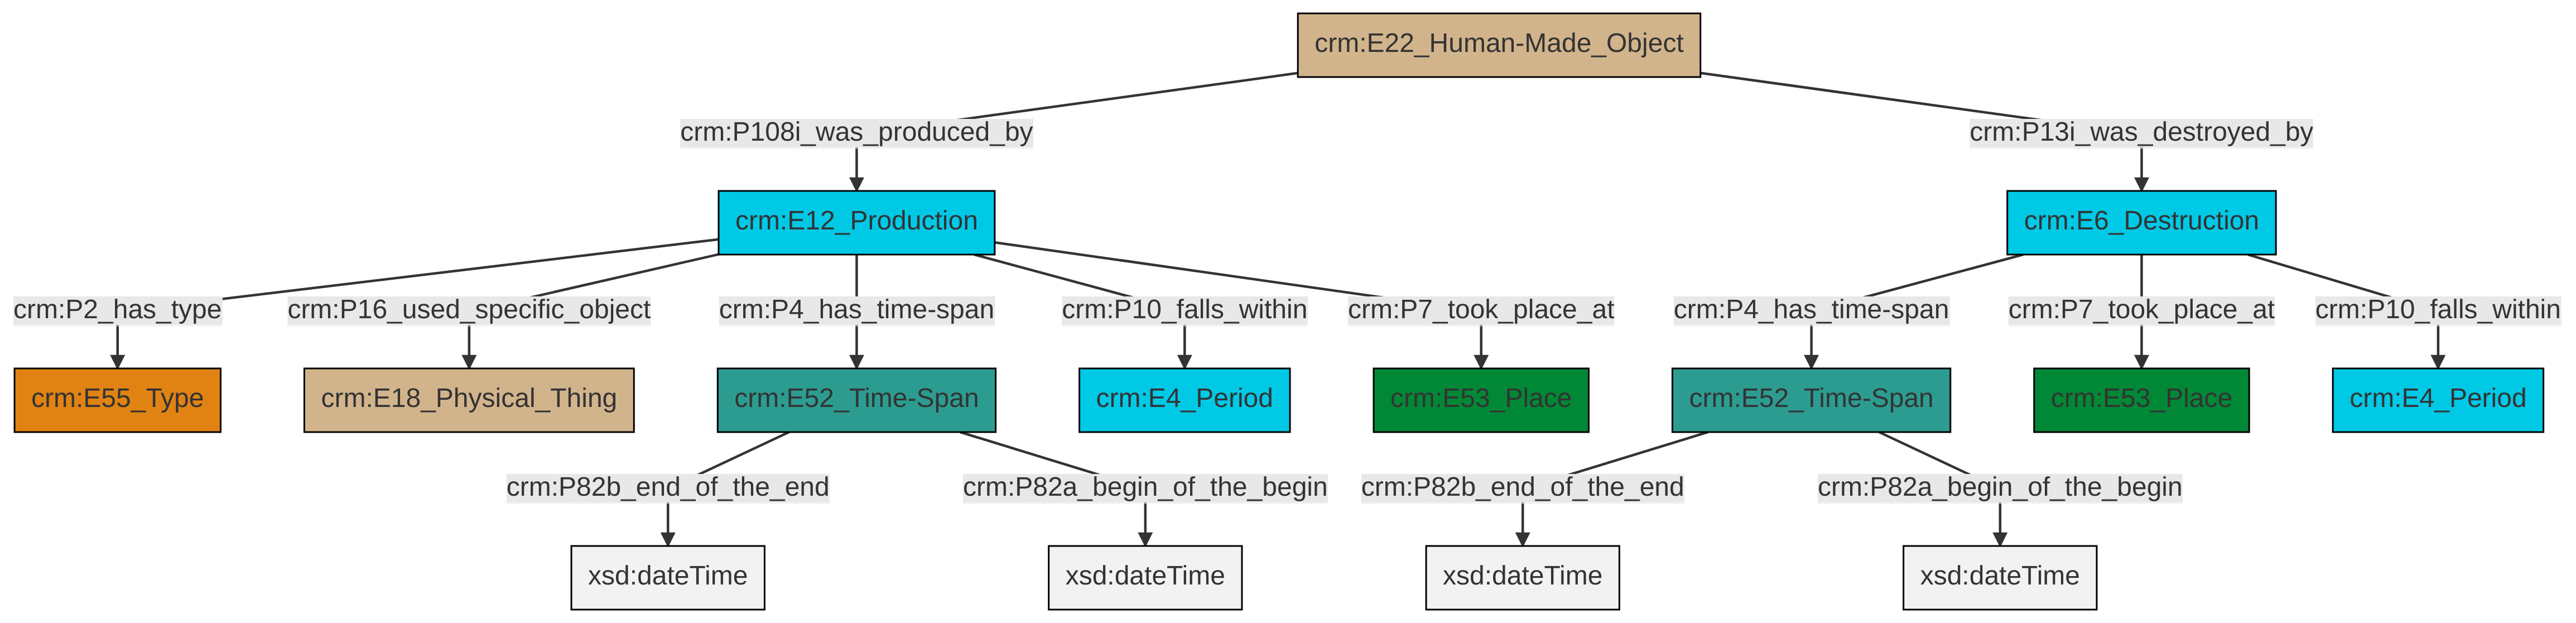 crm:E22_Human-Made_Object
crm:P108i_was_produced_by
crm:P13i_was_destroyed_by
crm:E12_Production
crm:E6_Destruction
crm:P2_has_type
crm:P16_used_specific_object
crm:P4_has_time-span
crm:P10_falls_within
crm:P7_took_place_at
crm:P4_has_time-span
crm:P7_took_place_at
crm:P10_falls_within
crm:E55_Type
crm:E18_Physical_Thing
crm:E52_Time-Span
crm:E4_Period
crm:E53_Place
crm:E52_Time-Span
crm:E53_Place
crm:E4_Period
crm:P82b_end_of_the_end
crm:P82a_begin_of_the_begin
crm:P82b_end_of_the_end
crm:P82a_begin_of_the_begin
xsd:dateTime
xsd:dateTime
xsd:dateTime
xsd:dateTime